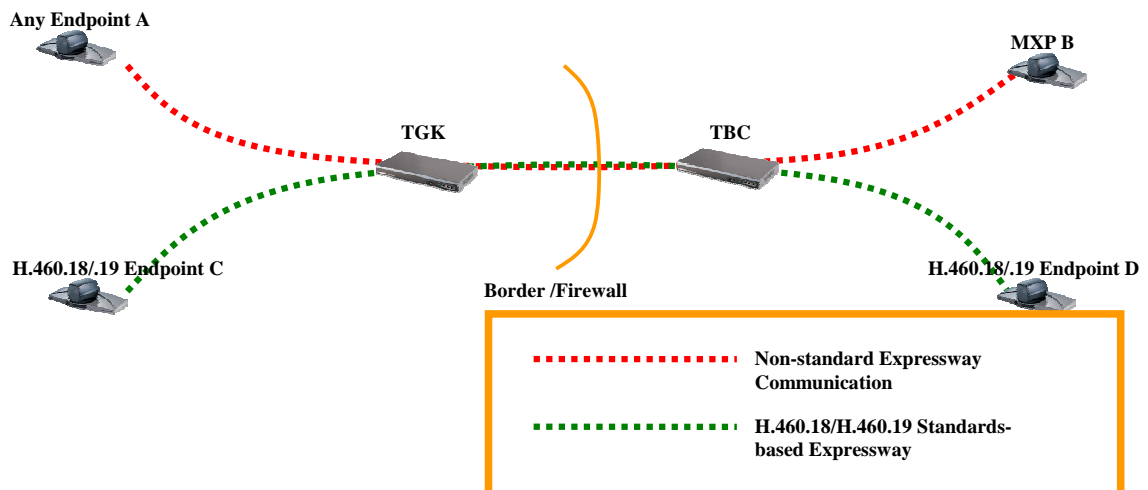 Any Endpoint A
MXP B
TGK
TBC
H.460.18/.19 Endpoint C
H.460.18/.19 Endpoint D
Border /Firewall
Non-standard Expressway
Communication
H.460.18/H.460.19 Standards-
based Expressway